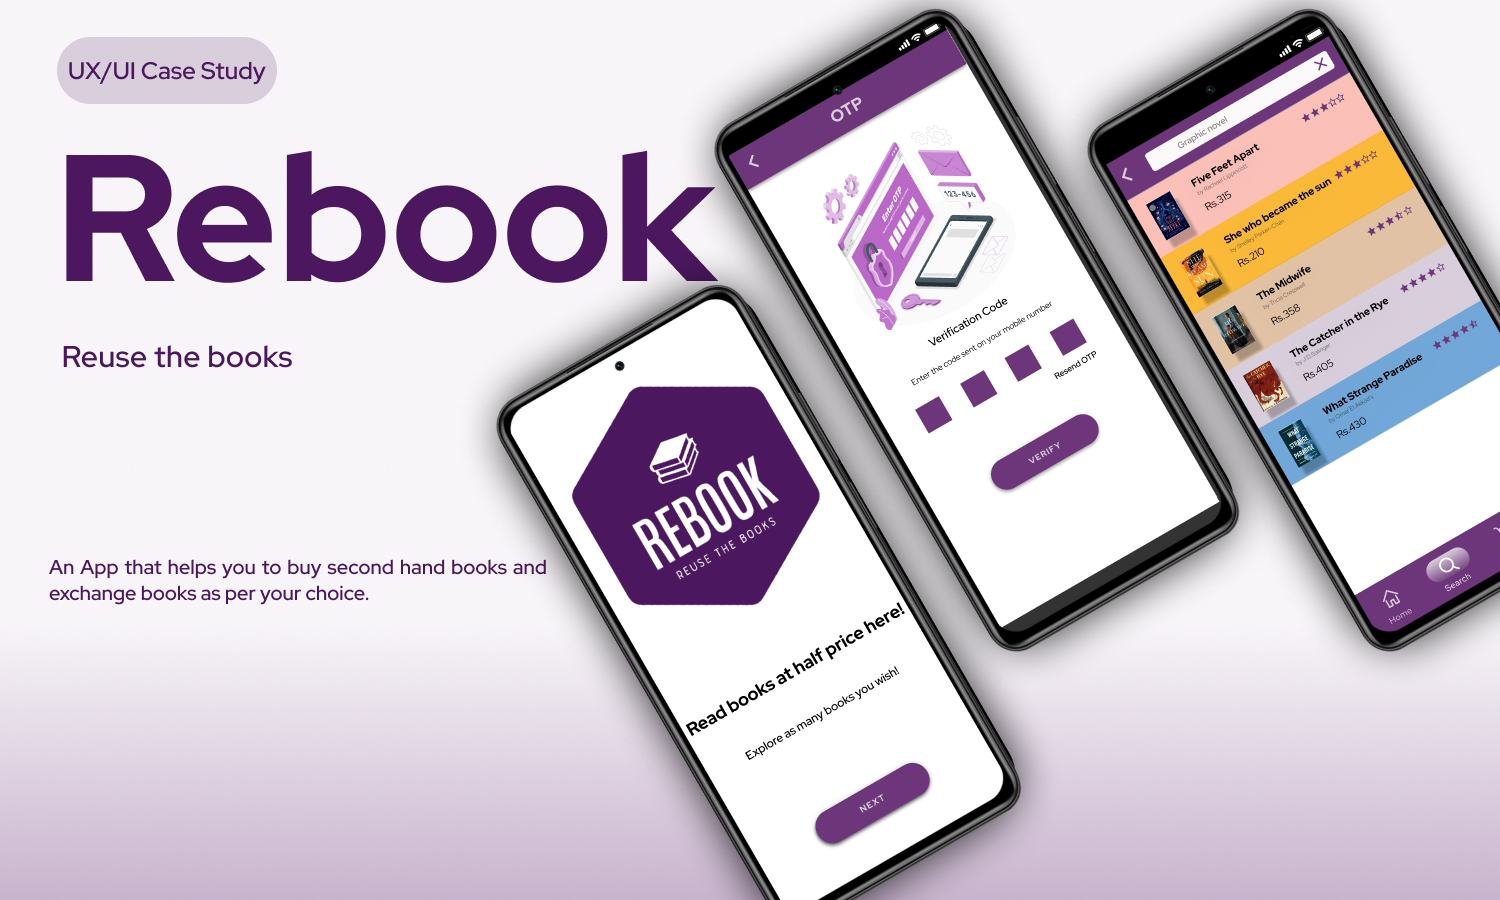 UX/UI Case Study
Rebook
Reuse the books
An App that helps you to buy second hand books and
exchange books as per your choice.
REBOOK
REUSE THE BOOKS
Read books at half price here!
Explore as many books you wish!
NEXT
OTP
Enter OTP
123-456
Verification Code
Enter the code sent on your mobile number
Resend OTP
VERIFY
Graphic novel
Five Feet Apart
by Rachael Lippincott
Rs.315
She who became the sun
by Shelley Parker-Chan
Rs.210
The Midwife
by Tricia Cresswell
Rs.358
The Catcher in the Rye
by J.D.Salinger
Rs.405
What Strange Paradise
by Omar El Akkad
Rs.430
WHAT
STRANGE
PARADISE
Home
Search